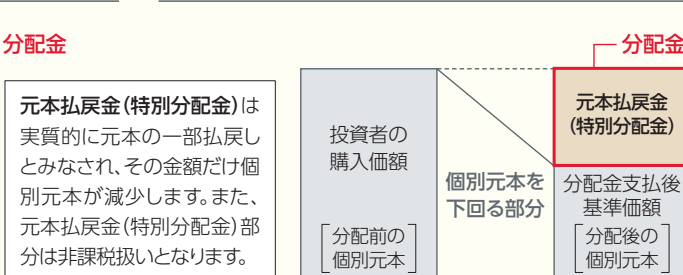 分配金
元本払戻金(特別分配金)は
実質的に元本の一部払戻し
とみなされ、その金額だけ個
別元本が減少します。また、
元本払戻金(特別分配金)部
分は非課税扱いとなります。
投資者の
購入価額
[分配前の
個別元本]
個別元本を
下回る部分
分配金
元本払戻金
(特別分配金)
分配金支払後
基準価額
[分配後の
個別元本]